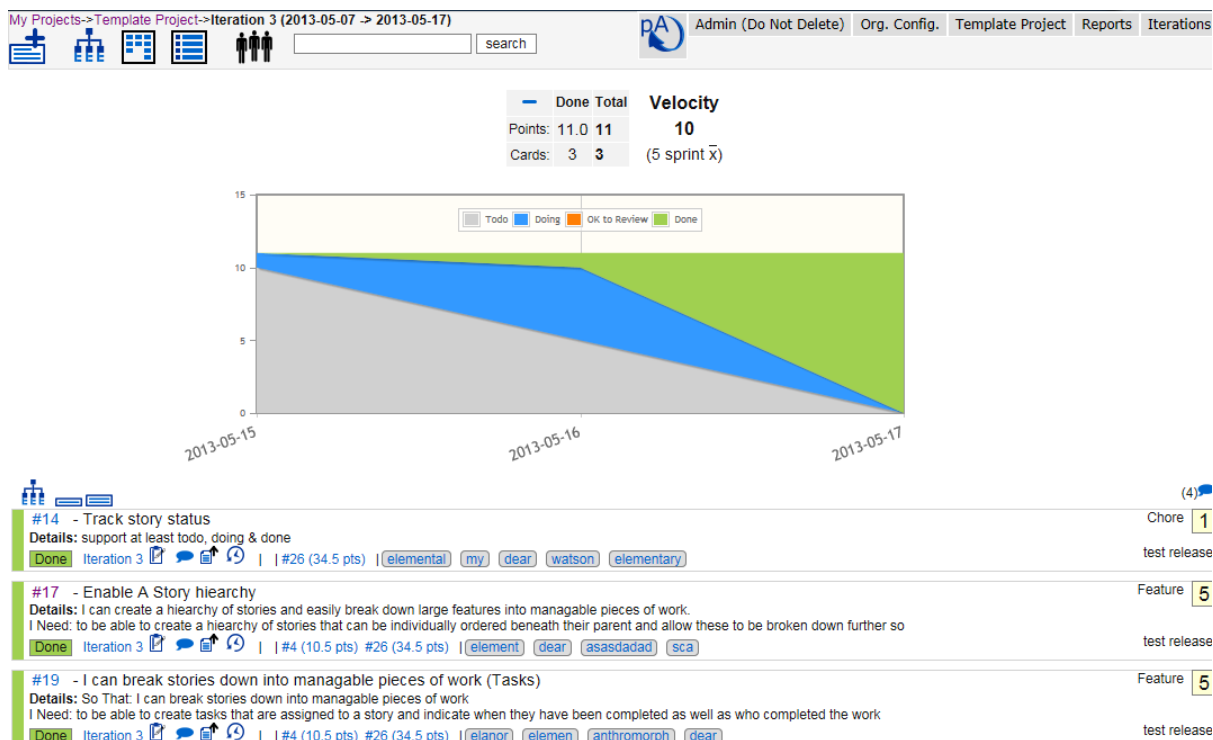 My Projects->Template Project->Iteration 3 (2013-05-07 -> 2013-05-17)
search
pA
Admin (Do Not Delete) Org. Config. Template Project Reports Iterations
Done Total Velocity
Points: 11.0 11 10
Cards: 3 3 (5 sprint x̅)
15
Todo Doing OK to Review Done
10
5
0
2013-05-15 2013-05-16 2013-05-17
(4)
#14 - Track story status Chore 1
Details: support at least todo, doing & done
Done Iteration 3 | | #26 (34.5 pts) | elemental my dear watson elementary test release
#17 - Enable A Story hiearchy Feature 5
Details: I can create a hiearchy of stories and easily break down large features into managable pieces of work.
I Need: to be able to create a hiearchy of stories that can be individually ordered beneath their parent and allow these to be broken down further so
Done Iteration 3 | | #4 (10.5 pts) #26 (34.5 pts) | element dear asasdadad sca test release
#19 - I can break stories down into managable pieces of work (Tasks) Feature 5
Details: So That: I can break stories down into managable pieces of work
I Need: to be able to create tasks that are assigned to a story and indicate when they have been completed as well as who completed the work
Done Iteration 3 | | #4 (10.5 pts) #26 (34.5 pts) | elanor elemen anthromorph dear test release